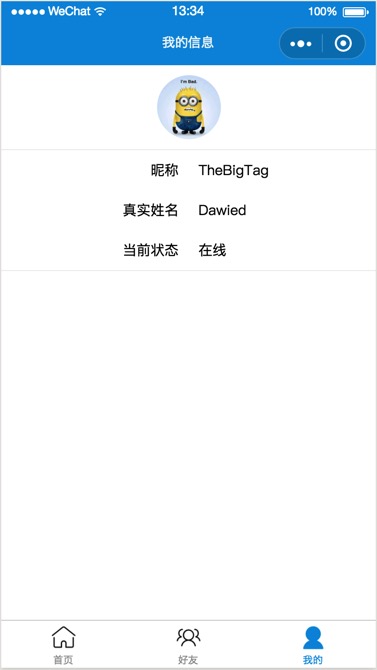 ●●●●● WeChat 13:34 100%
我的信息
I'm Bad.
昵称 TheBigTag
真实姓名 Dawied
当前状态 在线
首页 好友 我的